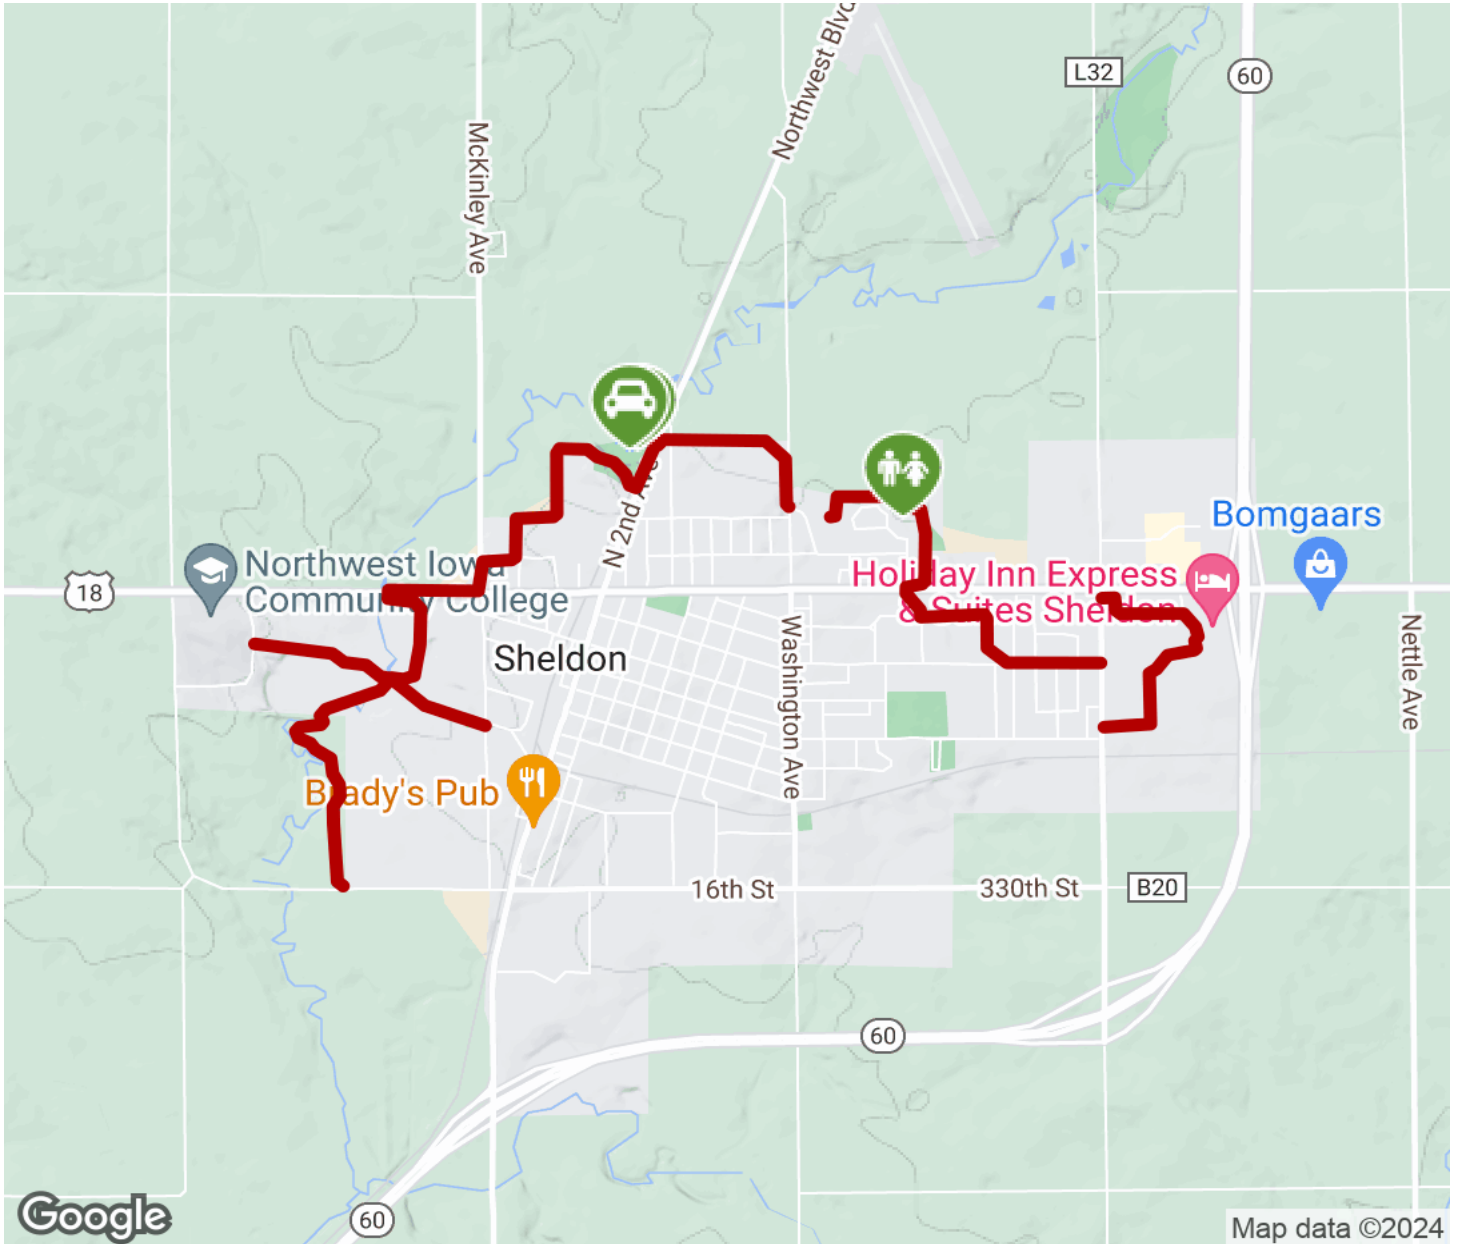 Northwest Blvd
L32
60
McKinley Ave
N 2nd Ave
Bomgaars
Northwest Iowa
Community College
18
Holiday Inn Express
& Suites Sheldon
Sheldon
Washington Ave
Nettle Ave
Brady's Pub
16th St
330th St
B20
60
60
Google
Map data ©2024